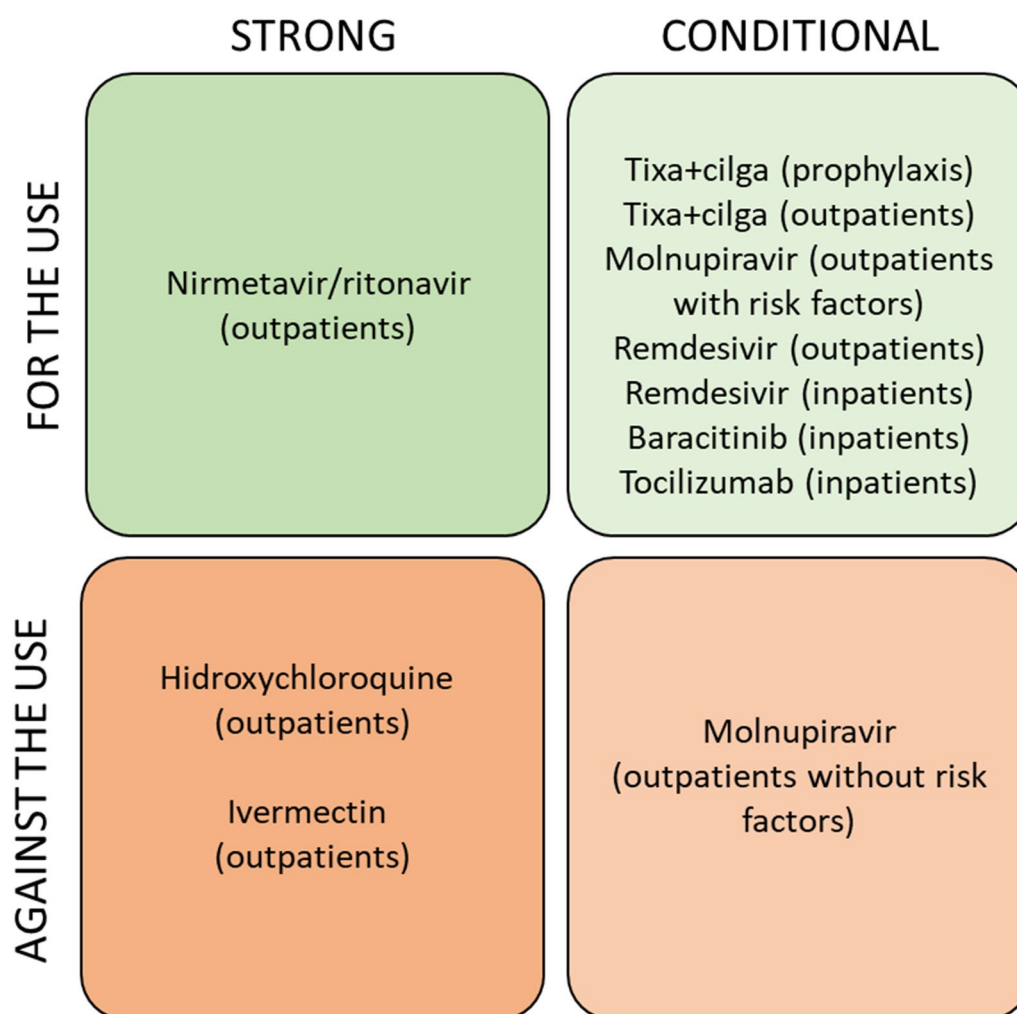 STRONG
CONDITIONAL
FOR THE USE
Nirmetavir/ritonavir
(outpatients)
Tixa+cilga (prophylaxis)
Tixa+cilga (outpatients)
Molnupiravir (outpatients
with risk factors)
Remdesivir (outpatients)
Remdesivir (inpatients)
Baracitinib (inpatients)
Tocilizumab (inpatients)
AGAINST THE USE
Hidroxychloroquine
(outpatients)
Ivermectin
(outpatients)
Molnupiravir
(outpatients without risk
factors)